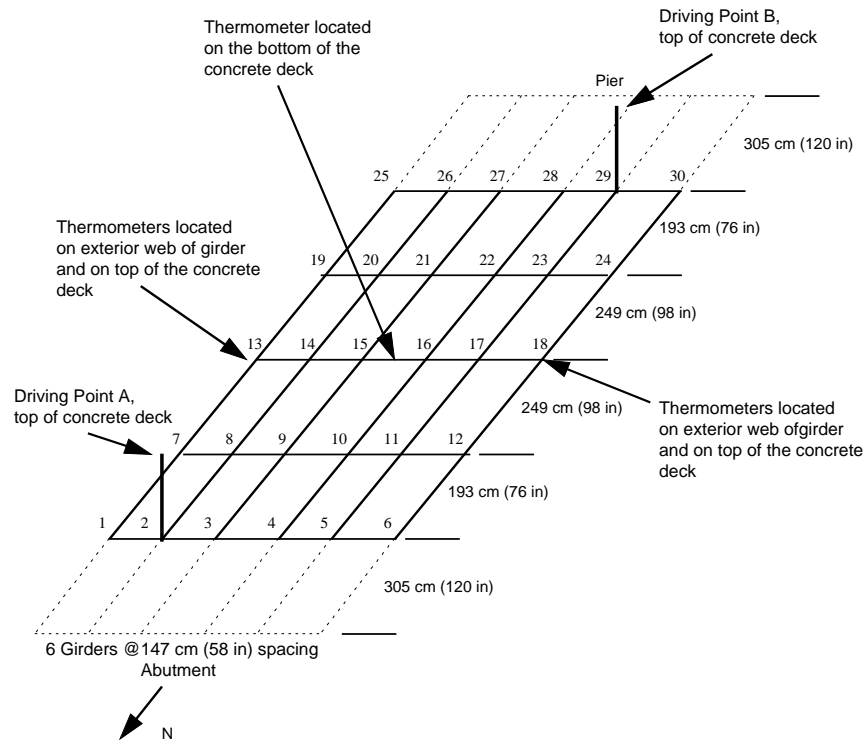 Thermometer located
on the bottom of the
concrete deck
Driving Point B,
top of concrete deck
Pier
305 cm (120 in)
25 26 27 28 29 30
Thermometers located
on exterior web of girder
and on top of the concrete
deck
193 cm (76 in)
19 20 21 22 23 24
249 cm (98 in)
13 14 15 16 17 18
Driving Point A,
top of concrete deck
249 cm (98 in)
Thermometers located
on exterior web ofgirder
and on top of the concrete
deck
7 8 9 10 11 12
193 cm (76 in)
1 2 3 4 5 6
305 cm (120 in)
6 Girders @147 cm (58 in) spacing
Abutment
N